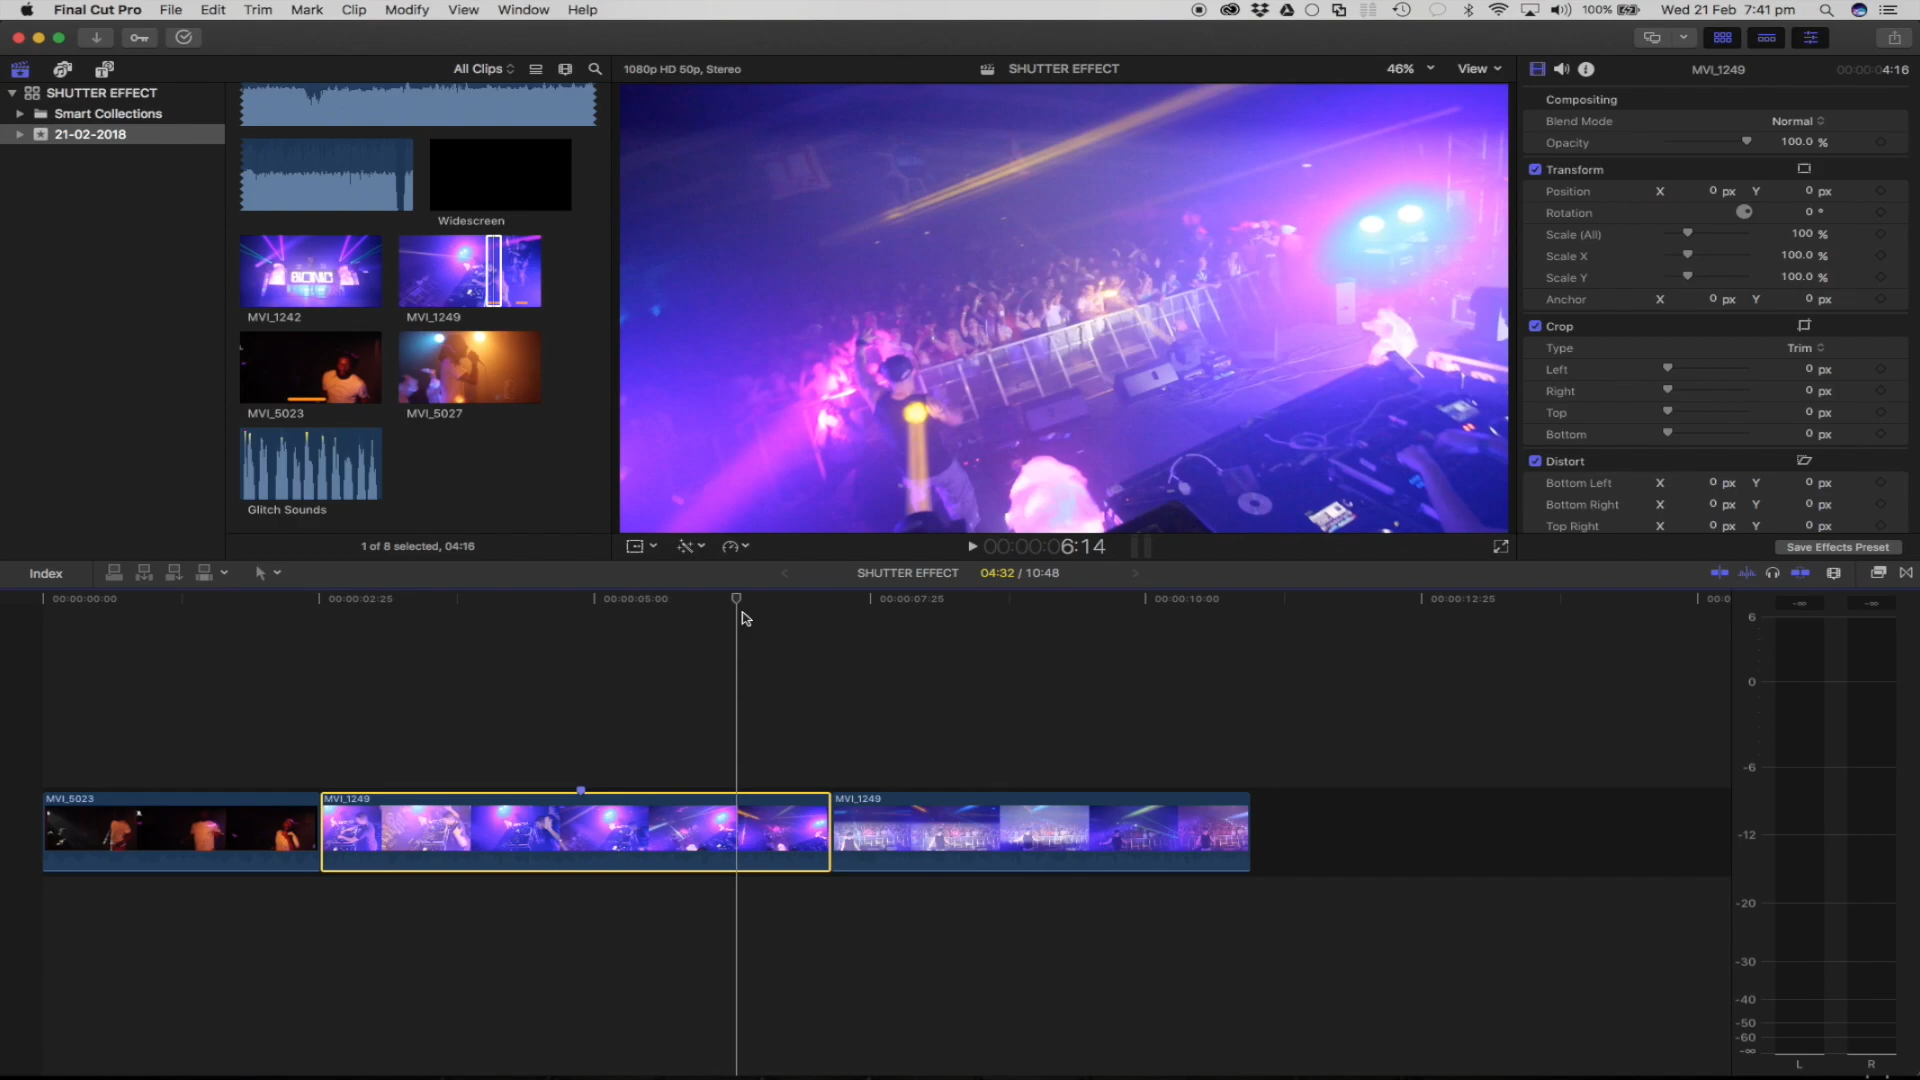 Final Cut Pro File Edit Trim Mark Clip Modify View Window Help 100% Wed 21 Feb 7:41 pm
All Clips 1080p HD 50p, Stereo SHUTTER EFFECT 46% View MVI_1249 00:00:04:16
SHUTTER EFFECT
Smart Collections
21-02-2018
Widescreen
BIONIC
MVI_1242 MVI_1249
MVI_5023 MVI_5027
Glitch Sounds
1 of 8 selected, 04:16
00:00:06:14
Compositing
Blend Mode Normal
Opacity 100.0 %
Transform
Position X 0 px Y 0 px
Rotation 0 °
Scale (All) 100 %
Scale X 100.0 %
Scale Y 100.0 %
Anchor X 0 px Y 0 px
Crop
Type Trim
Left 0 px
Right 0 px
Top 0 px
Bottom 0 px
Distort
Bottom Left X 0 px Y 0 px
Bottom Right X 0 px Y 0 px
Top Right X 0 px Y 0 px
Save Effects Preset
Index SHUTTER EFFECT 04:32 / 10:48
00:00:00:00 00:00:02:25 00:00:05:00 00:00:07:25 00:00:10:00 00:00:12:25 00:0
MVI_5023 MVI_1249 MVI_1249
-∞ -∞
6
0
-6
-12
-20
-30
-40
-50
-60
-∞
L R